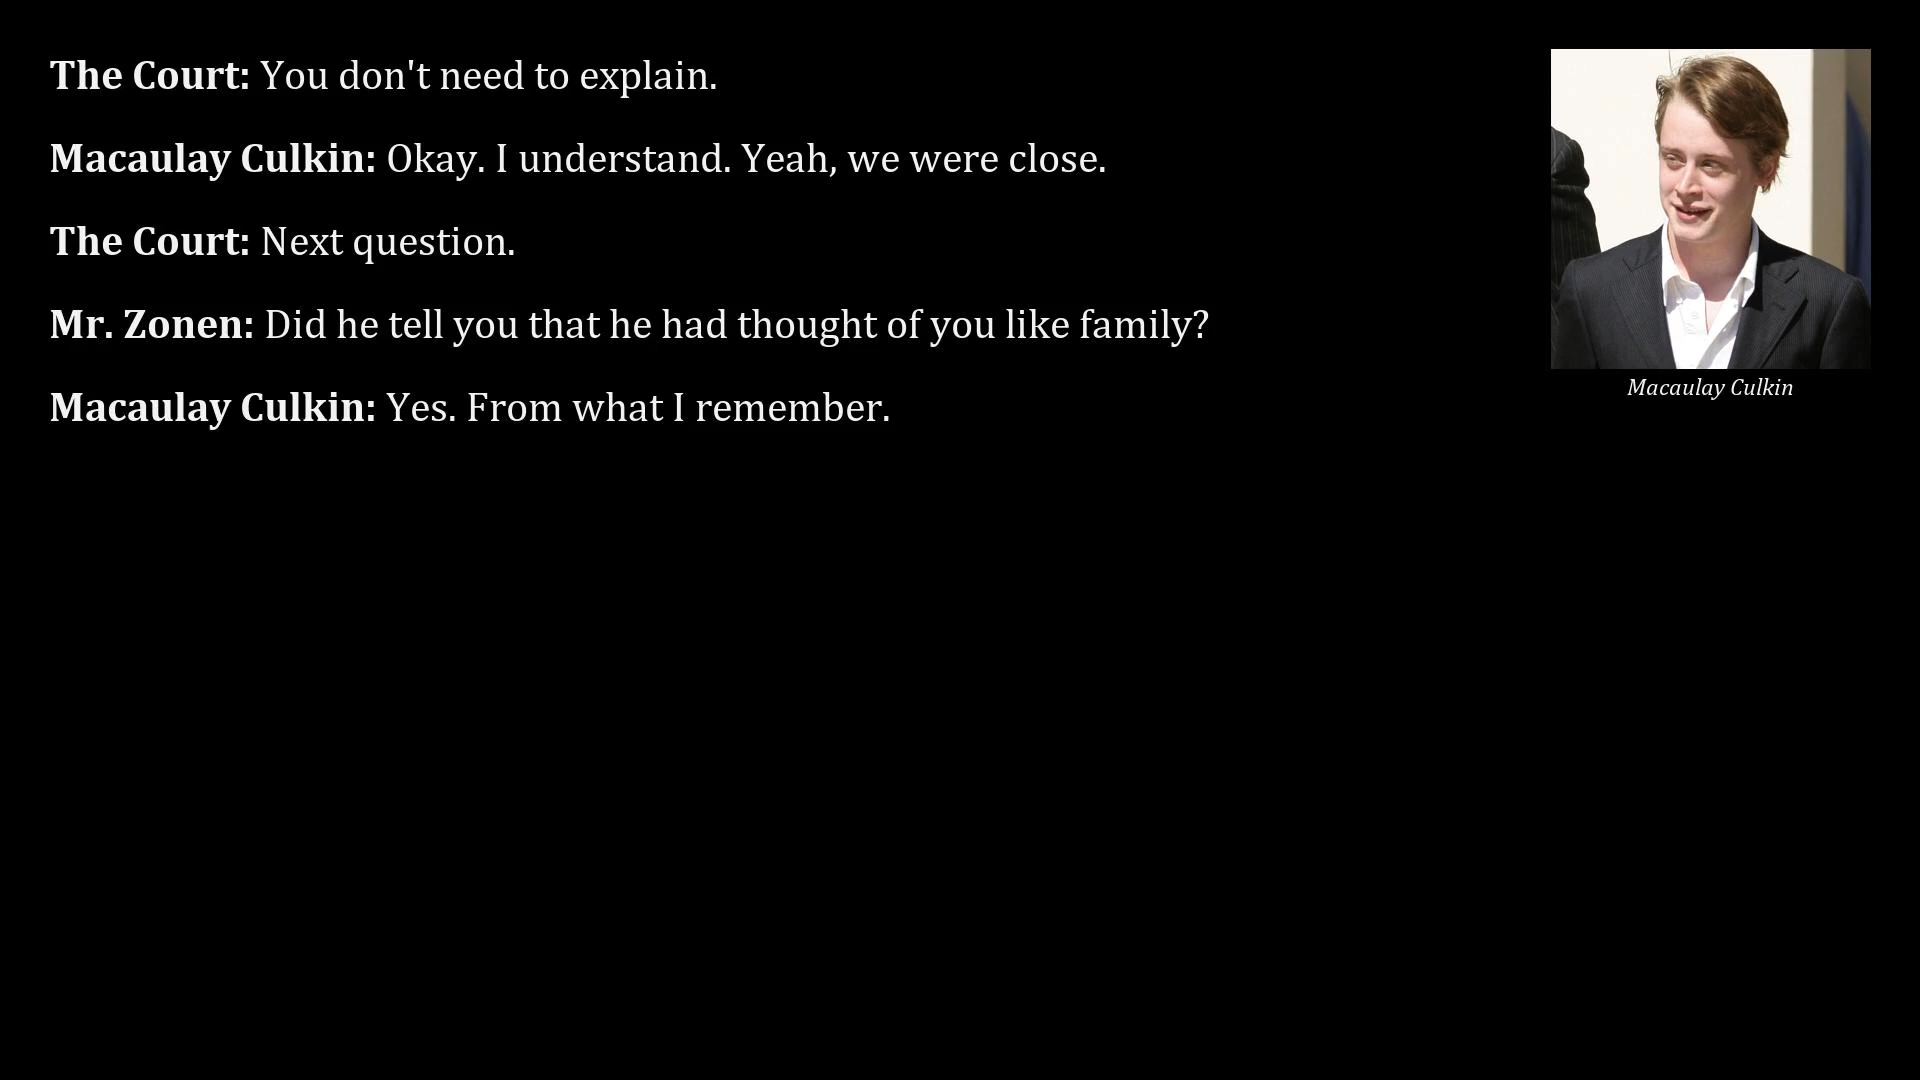 The Court: You don't need to explain.
Macaulay Culkin: Okay. I understand. Yeah, we were close.
The Court: Next question.
Mr. Zonen: Did he tell you that he had thought of you like family?
Macaulay Culkin: Yes. From what I remember.
Macaulay Culkin